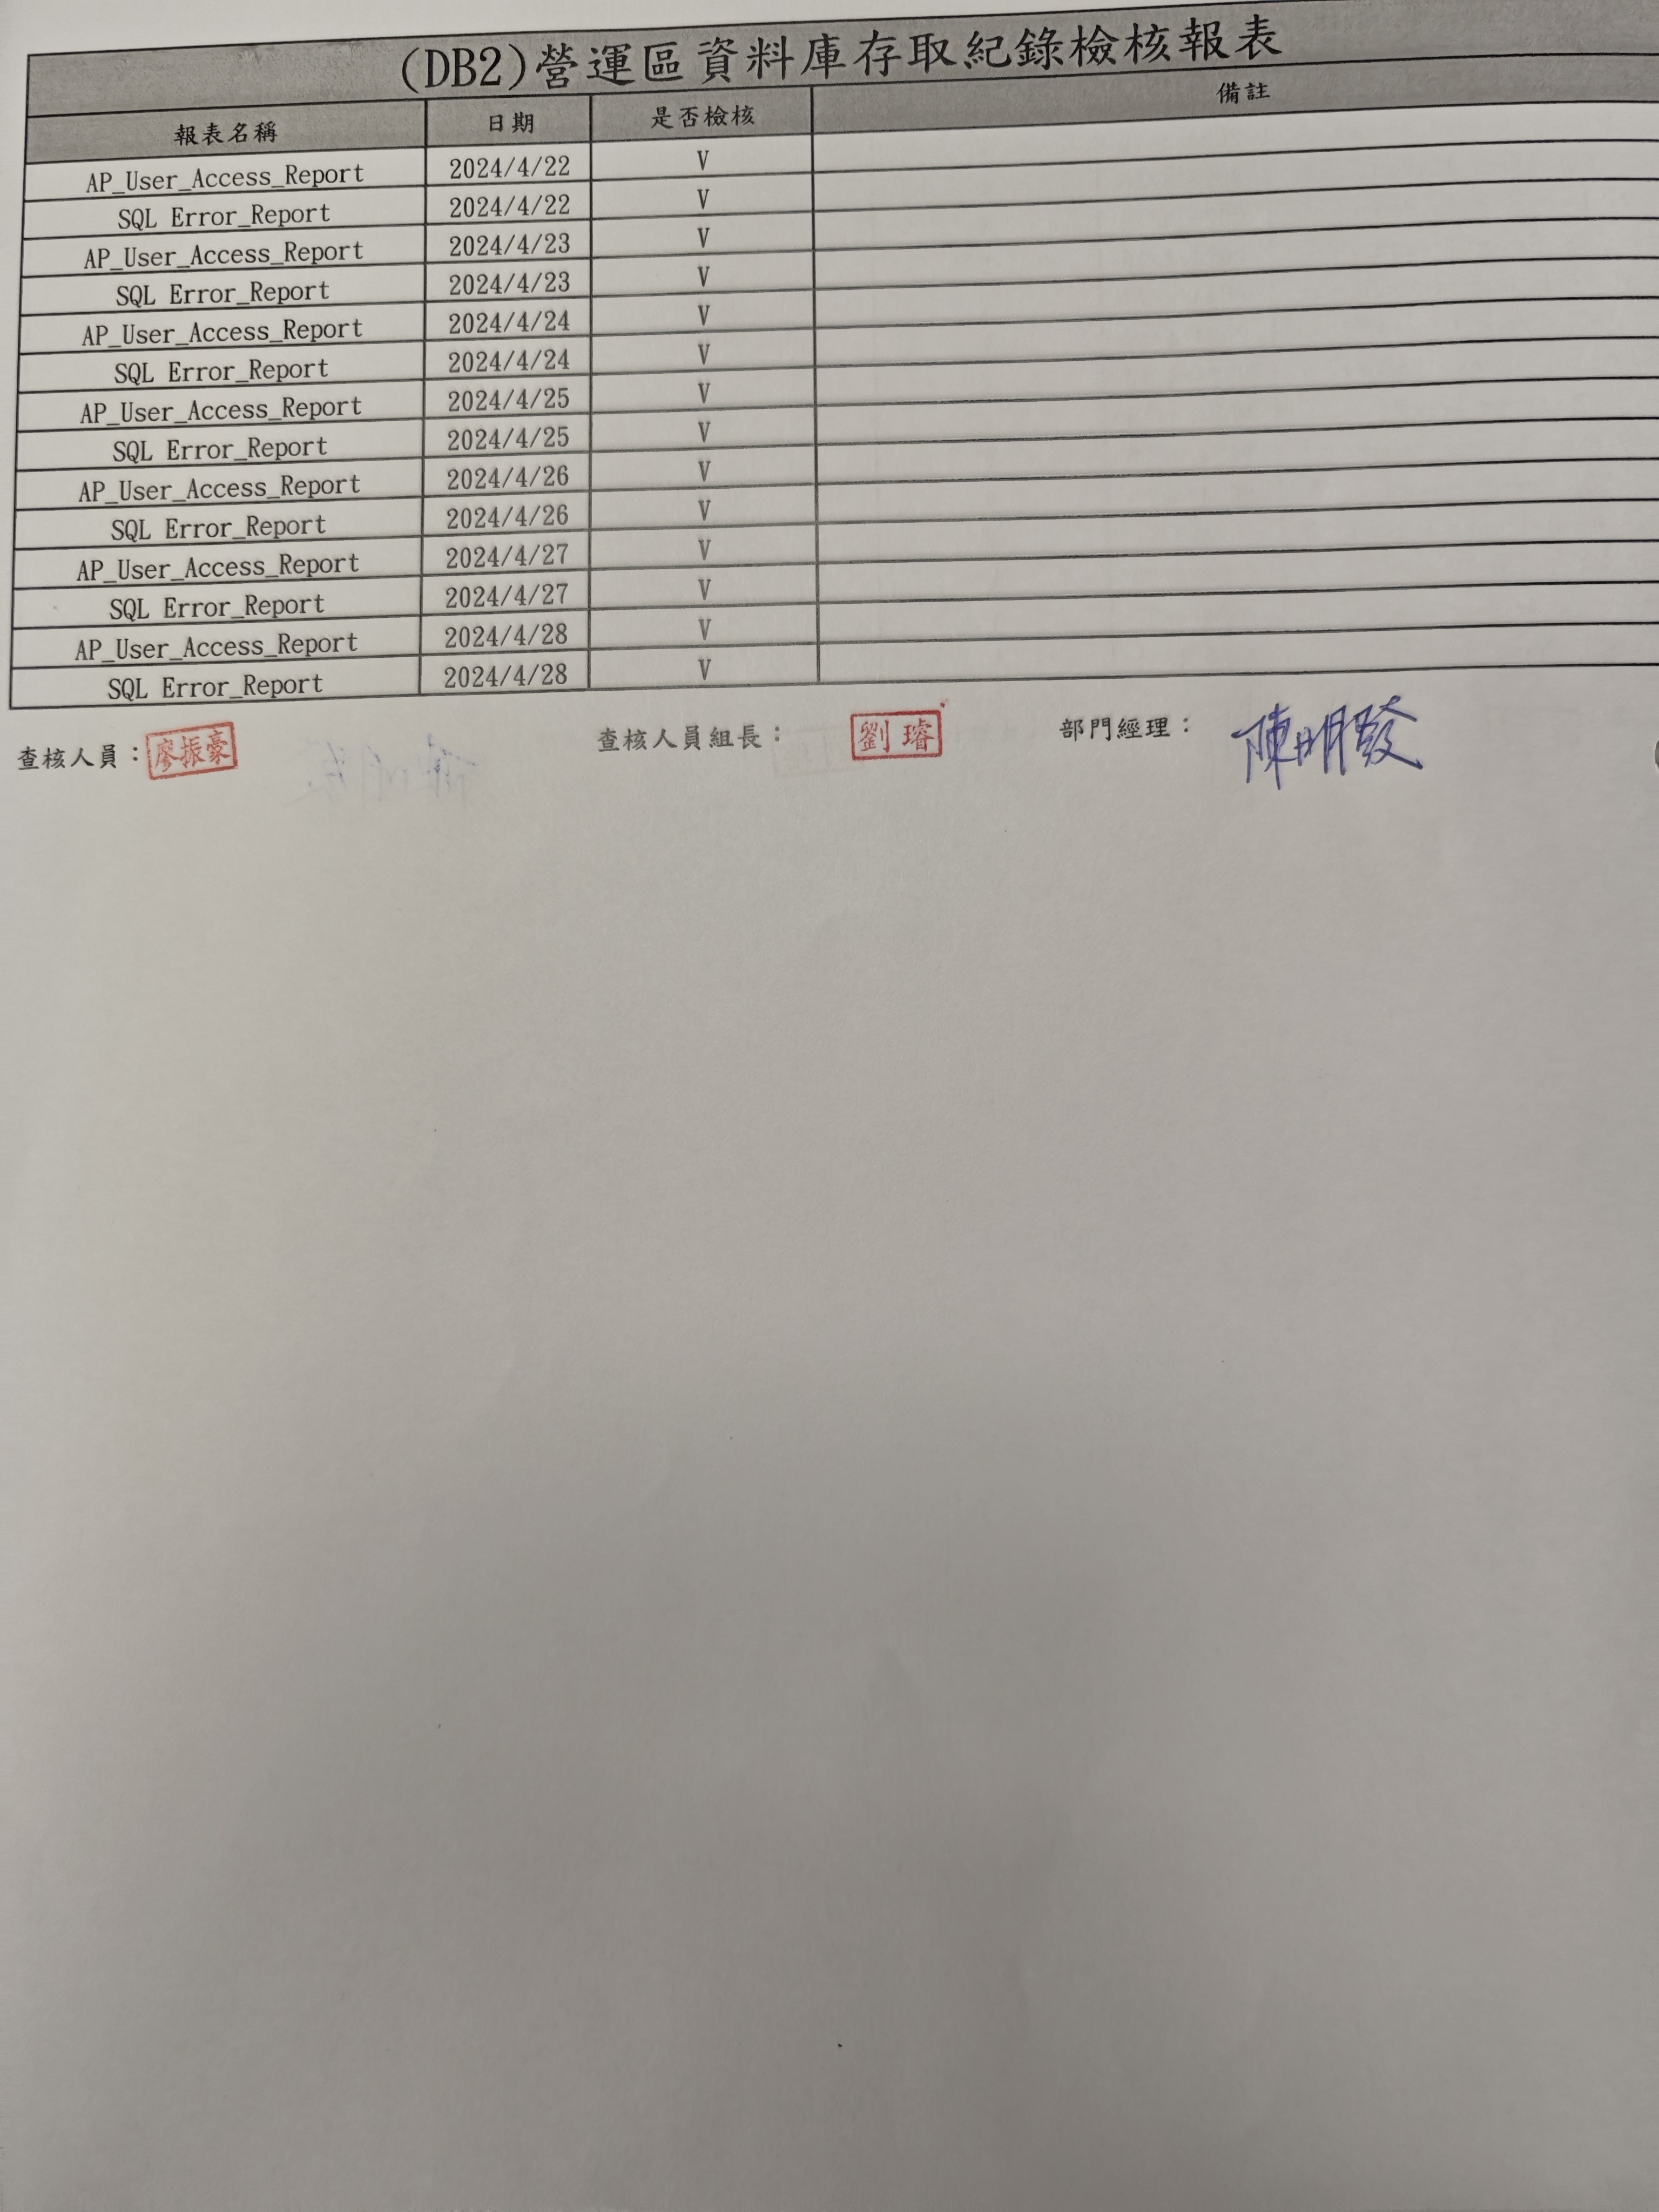 (DB2)營運區資料庫存取紀錄檢核報表
報表名稱 日期 是否檢核 備註
AP_User_Access_Report 2024/4/22 V
SQL Error_Report 2024/4/22 V
AP_User_Access_Report 2024/4/23 V
SQL Error_Report 2024/4/23 V
AP_User_Access_Report 2024/4/24 V
SQL Error_Report 2024/4/24 V
AP_User_Access_Report 2024/4/25 V
SQL Error_Report 2024/4/25 V
AP_User_Access_Report 2024/4/26 V
SQL Error_Report 2024/4/26 V
AP_User_Access_Report 2024/4/27 V
SQL Error_Report 2024/4/27 V
AP_User_Access_Report 2024/4/28 V
SQL Error_Report 2024/4/28 V
查核人員：廖振豪 查核人員組長：劉璿 部門經理：陳明發